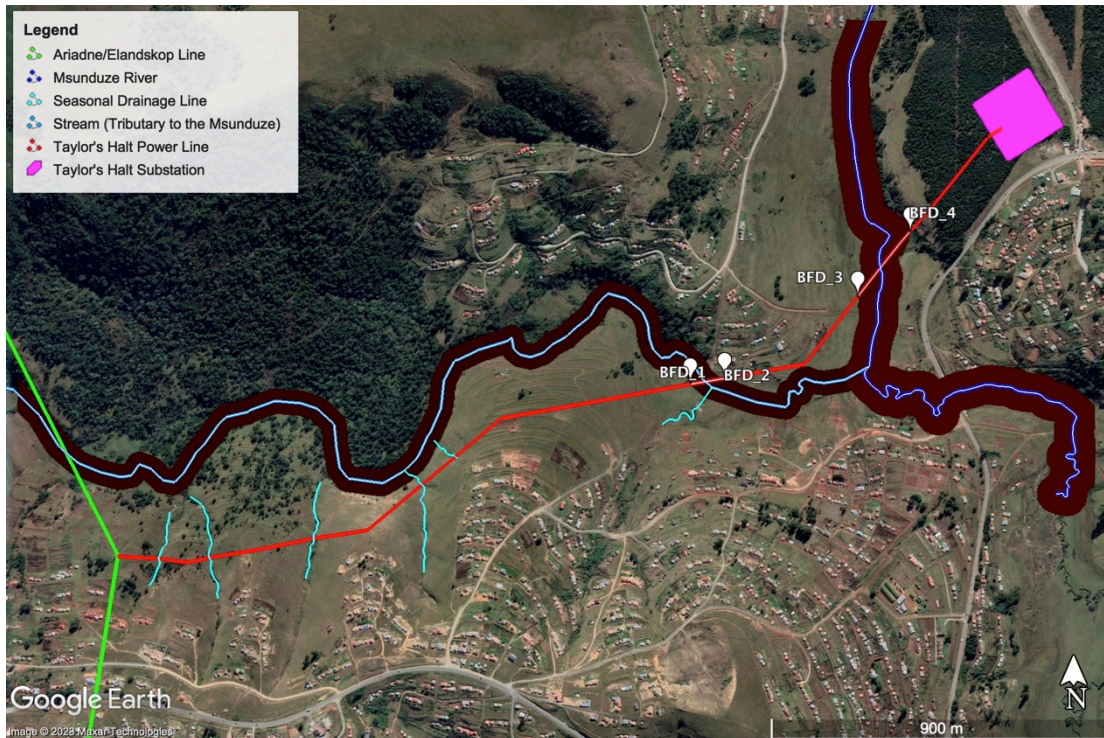 Legend
Ariadne/Elandskop Line
Msunduze River
Seasonal Drainage Line
Stream (Tributary to the Msunduze)
Taylor's Halt Power Line
Taylor's Halt Substation
BFD_4
BFD_3
BFD_1
BFD_2
Google Earth
Image © 2023 Maxar Technologies
N
900 m